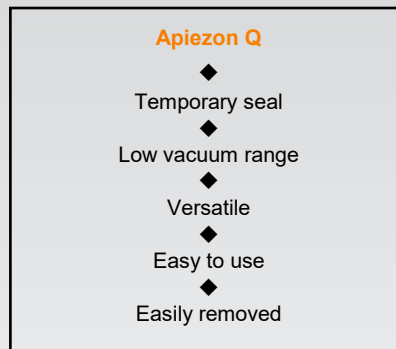 Apiezon Q
◆
Temporary seal
◆
Low vacuum range
◆
Versatile
◆
Easy to use
◆
Easily removed